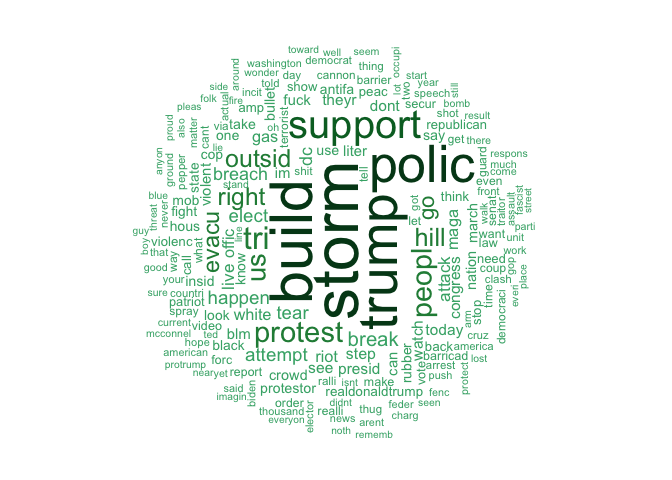 storm
build
trump
polic
support
protest
peopl
tri
right
hill
outsid
evacu
us
go
break
elect
happen
tear
attempt
dc
gas
breach
live
offic
white
riot
step
presid
can
rubber
watch
vote
today
attack
congress
maga
march
nation
think
need
stop
coup
say
republican
guard
senat
even
get
law
want
time
democraci
traitor
back
barricad
america
cruz
arrest
push
protect
lost
arm
fenc
make
realdonaldtrump
see
crowd
protestor
ralli
isnt
thug
feder
seen
charg
arent
news
didnt
realli
order
thousand
everyon
elector
noth
rememb
biden
said
imagin
report
nearyet
protrump
american
forc
black
blm
look
video
hope
ted
current
mcconnel
spray
patriot
countri
sure
insid
your
know
line
call
way
good
what
that
violenc
hous
boy
guy
fight
never
threat
mob
blue
state
violent
stand
pepper
ground
anyon
cop
cant
lie
matter
also
proud
one
via
take
fire
actual
pleas
folk
side
around
amp
bullet
terrorist
oh
im
shit
incit
told
fuck
show
day
wonder
washington
democrat
toward
well
thing
seem
cannon
antifa
theyr
peac
barrier
lot
occupi
two
dont
secur
speech
start
year
still
shot
bomb
result
there
respons
much
come
front
use
liter
tell
got
let
walk
assault
fascist
street
parti
unit
work
clash
gop
everi
place